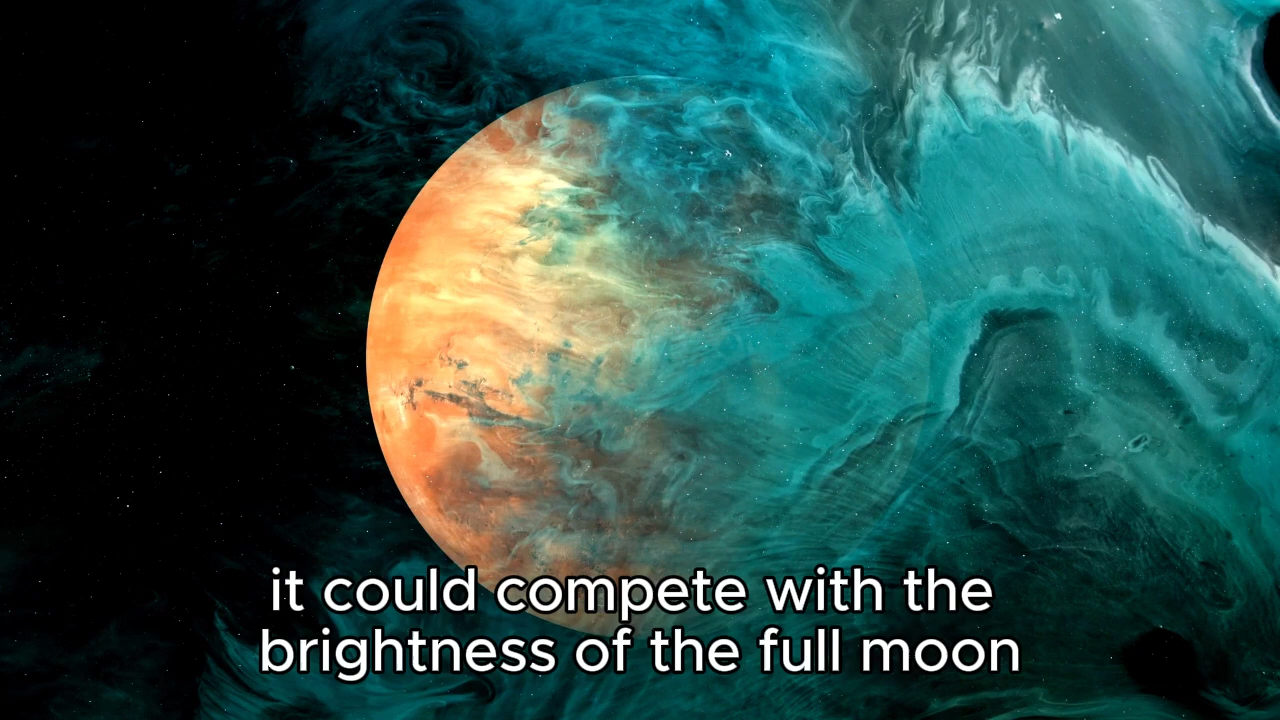 it could compete with the
brightness of the full moon